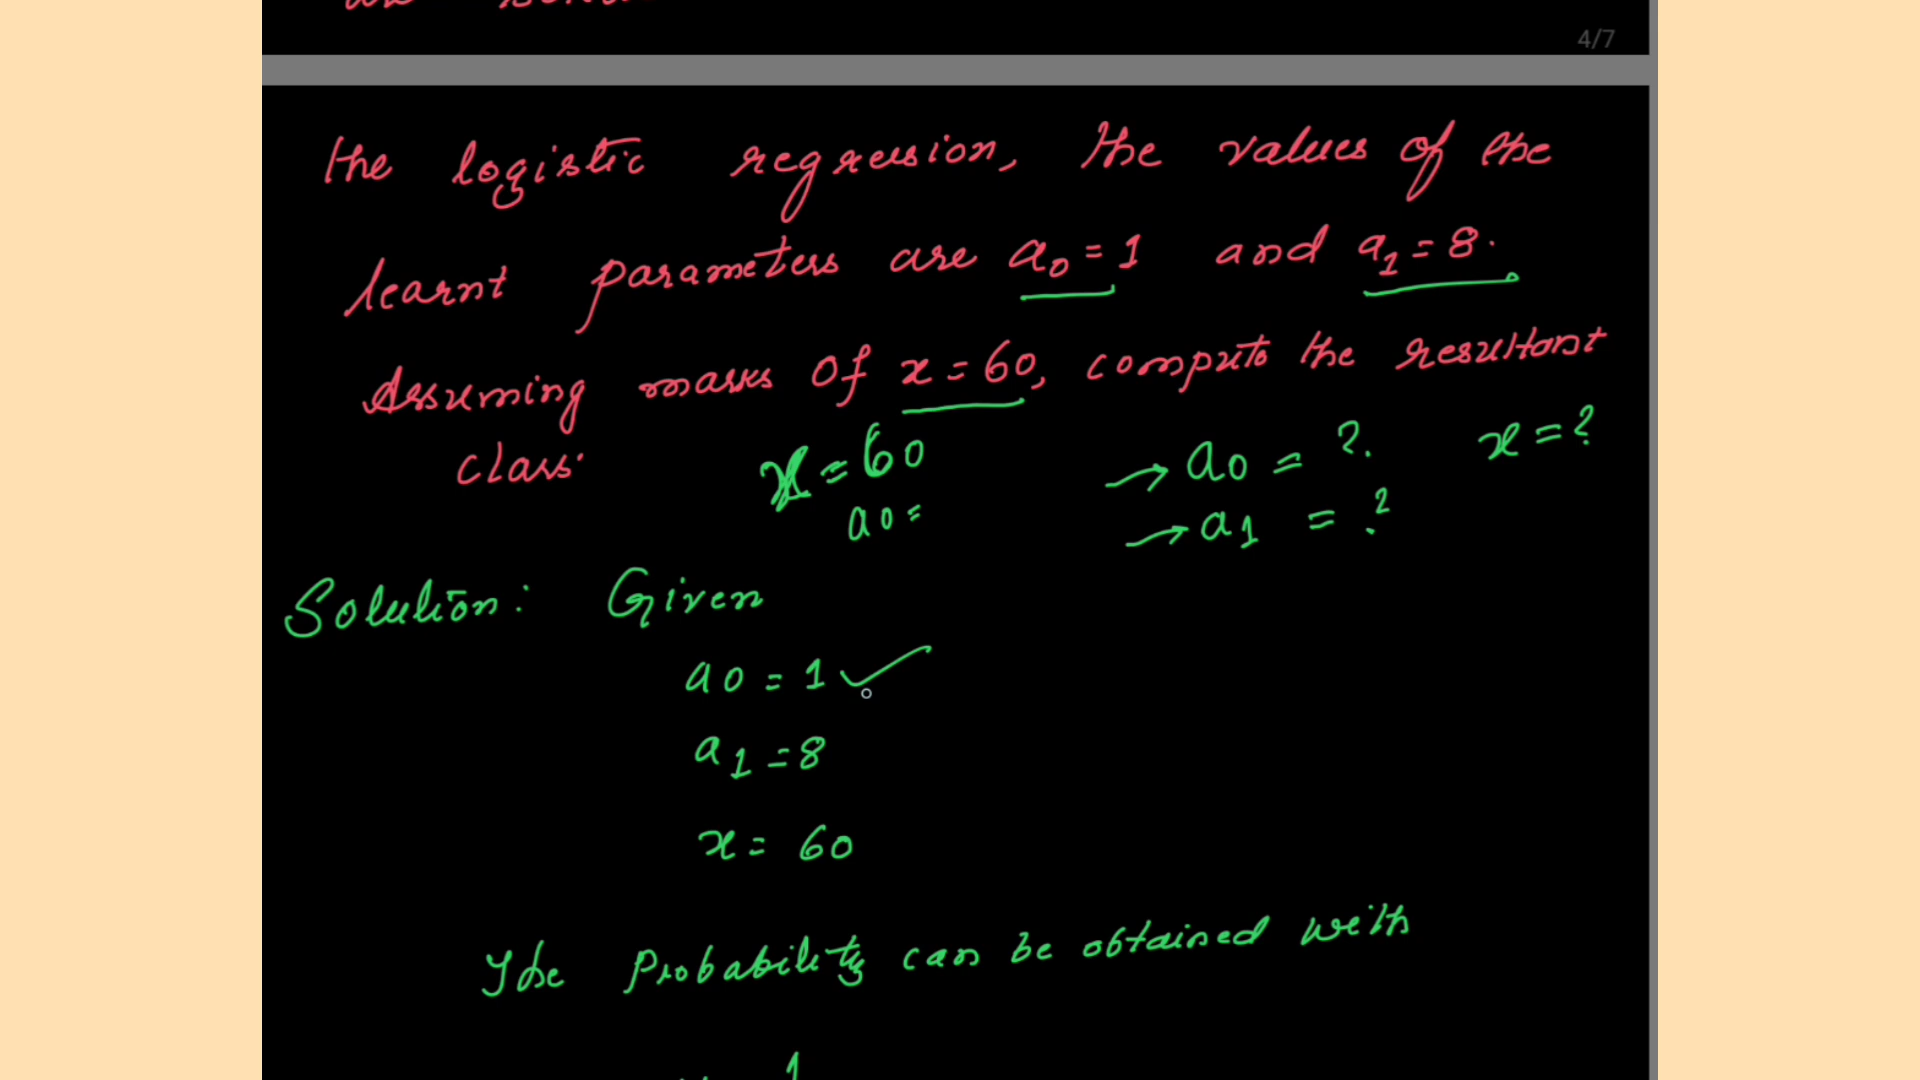 4/7
the logistic regression, the values of the
learnt parameters are a0 = 1 and a1 = 8.
Assuming marks of x = 60, compute the resultant
class.
x = 60
a0 =
→ a0 = ?.
x = ?
→ a1 = ?
Solution: Given
a0 = 1 ✓
a1 = 8
x = 60
The Probability can be obtained with
1